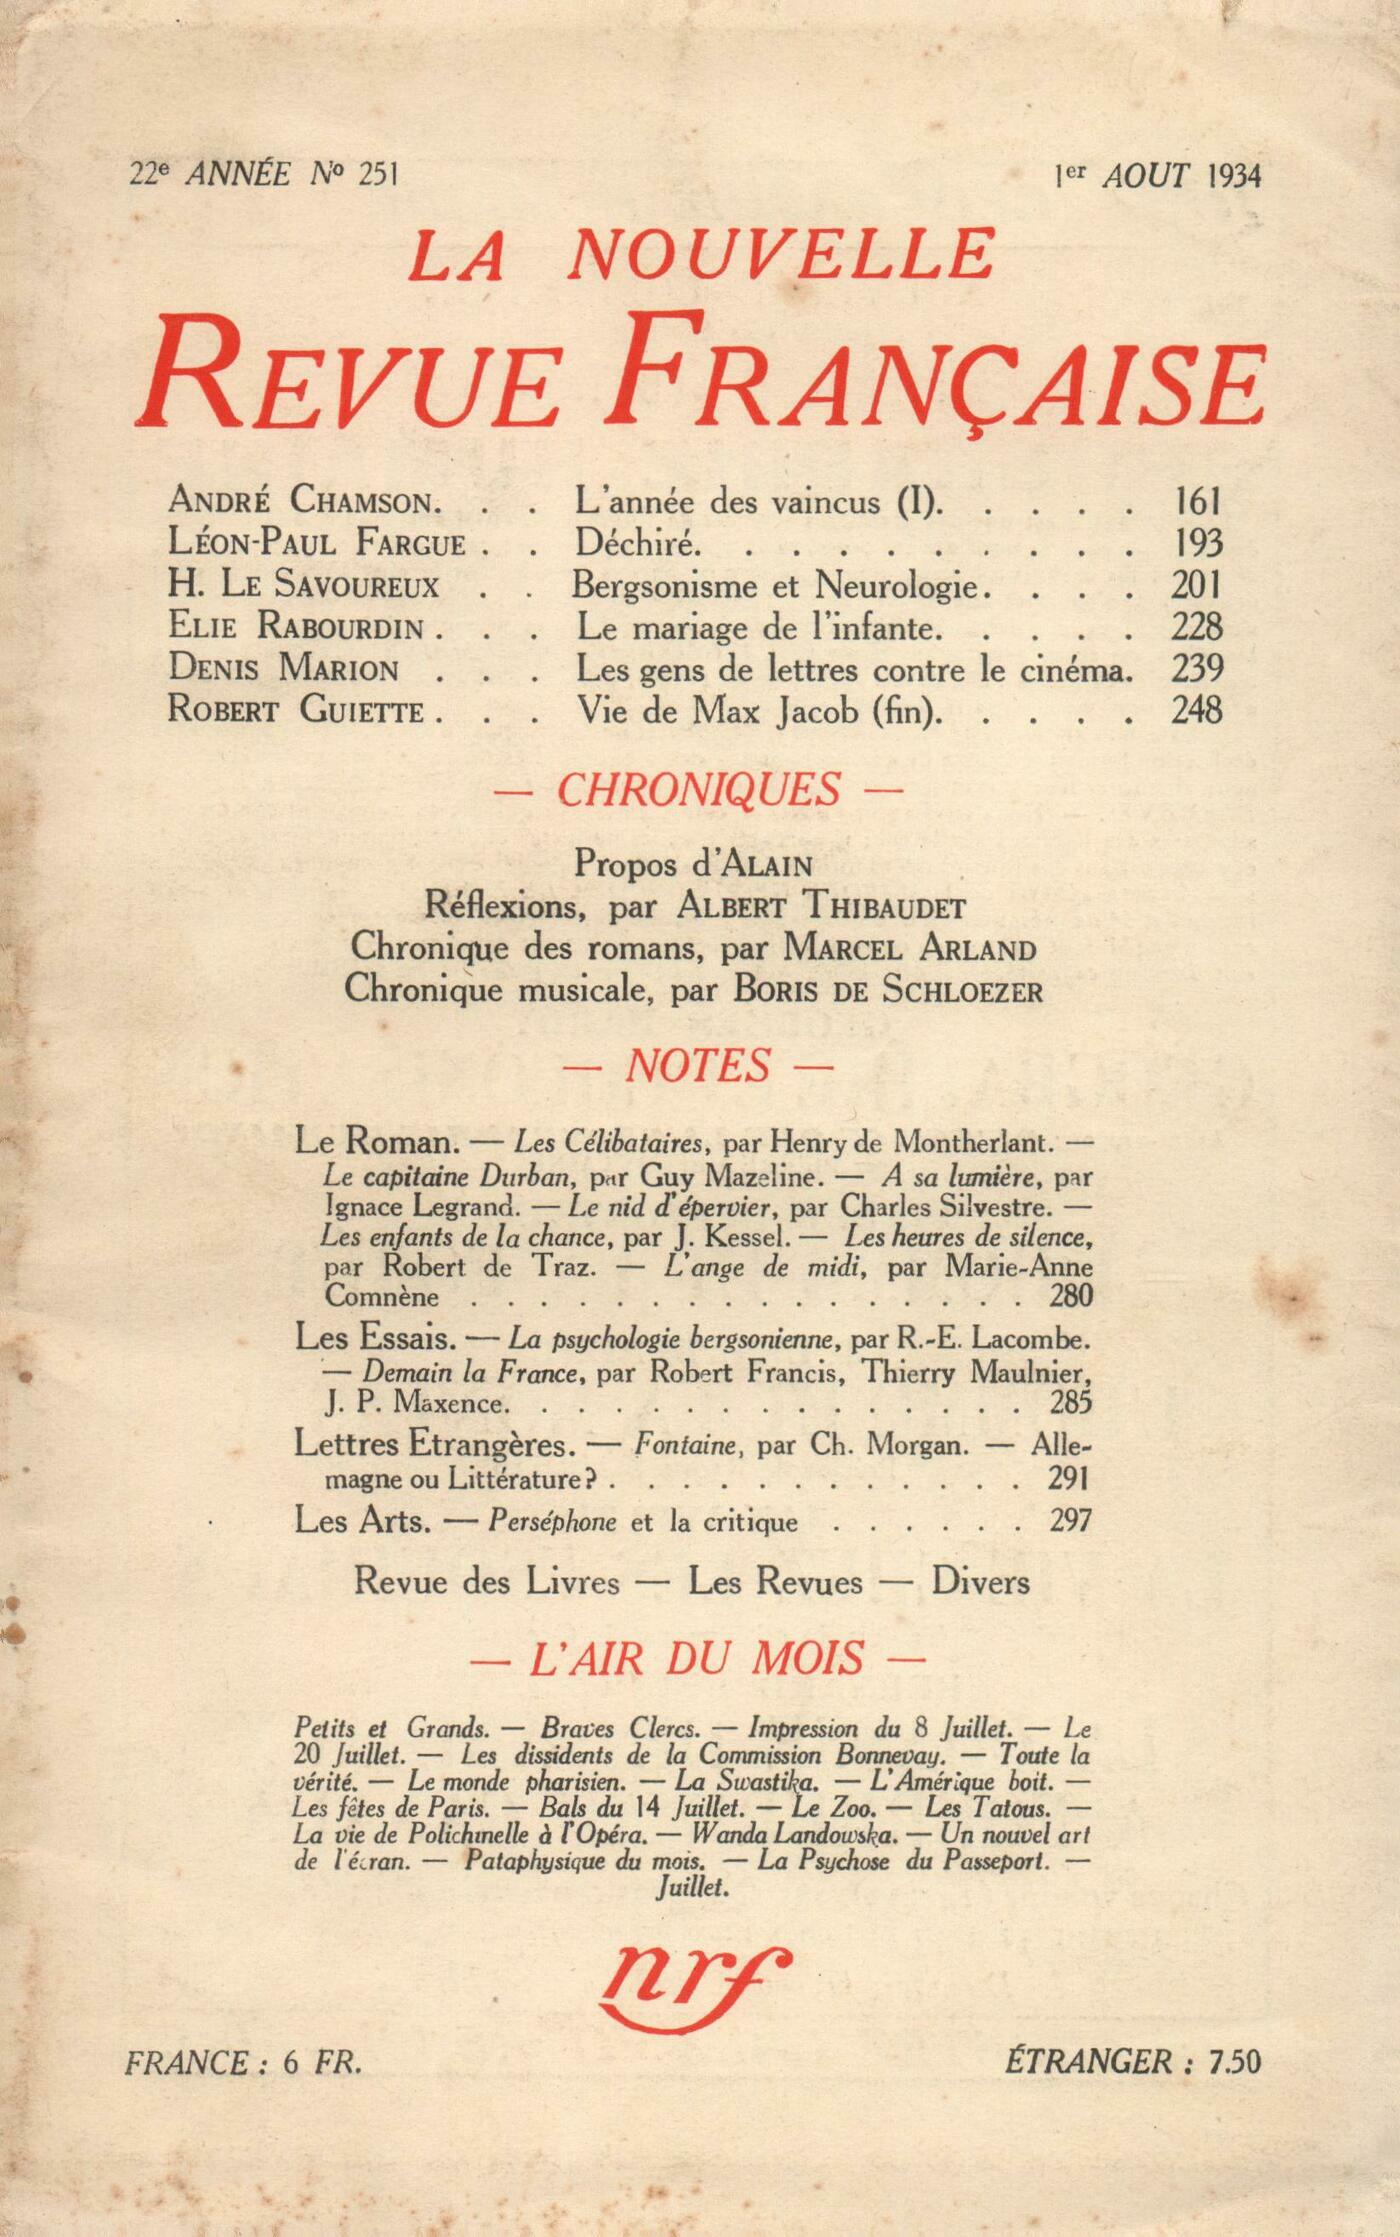 22e ANNÉE No 251
1er AOUT 1934
LA NOUVELLE
REVUE FRANÇAISE
ANDRÉ CHAMSON. . . L'année des vaincus (I). . . . . 161
LÉON-PAUL FARGUE . . Déchiré. . . . . . . . . . 193
H. LE SAVOUREUX . . Bergsonisme et Neurologie. . . . 201
ELIE RABOURDIN . . . Le mariage de l'infante. . . . . 228
DENIS MARION . . . Les gens de lettres contre le cinéma. 239
ROBERT GUIETTE . . . Vie de Max Jacob (fin). . . . . 248
— CHRONIQUES —
Propos d'ALAIN
Réflexions, par ALBERT THIBAUDET
Chronique des romans, par MARCEL ARLAND
Chronique musicale, par BORIS DE SCHLOEZER
— NOTES —
Le Roman. — Les Célibataires, par Henry de Montherlant. —
Le capitaine Durban, par Guy Mazeline. — A sa lumière, par
Ignace Legrand. — Le nid d'épervier, par Charles Silvestre. —
Les enfants de la chance, par J. Kessel. — Les heures de silence,
par Robert de Traz. — L'ange de midi, par Marie-Anne
Comnène . . . . . . . . . . . . . . . . 280
Les Essais. — La psychologie bergsonienne, par R.-E. Lacombe.
— Demain la France, par Robert Francis, Thierry Maulnier,
J. P. Maxence. . . . . . . . . . . . . . . 285
Lettres Etrangères. — Fontaine, par Ch. Morgan. — Alle-
magne ou Littérature ? . . . . . . . . . . . . 291
Les Arts. — Perséphone et la critique . . . . . . 297
Revue des Livres — Les Revues — Divers
— L'AIR DU MOIS —
Petits et Grands. — Braves Clercs. — Impression du 8 Juillet. — Le
20 Juillet. — Les dissidents de la Commission Bonnevay. — Toute la
vérité. — Le monde pharisien. — La Swastika. — L'Amérique boit. —
Les fêtes de Paris. — Bals du 14 Juillet. — Le Zoo. — Les Tatous. —
La vie de Polichinelle à l'Opéra. — Wanda Landowska. — Un nouvel art
de l'écran. — Pataphysique du mois. — La Psychose du Passeport. —
Juillet.
nrf
FRANCE : 6 FR.
ÉTRANGER : 7.50